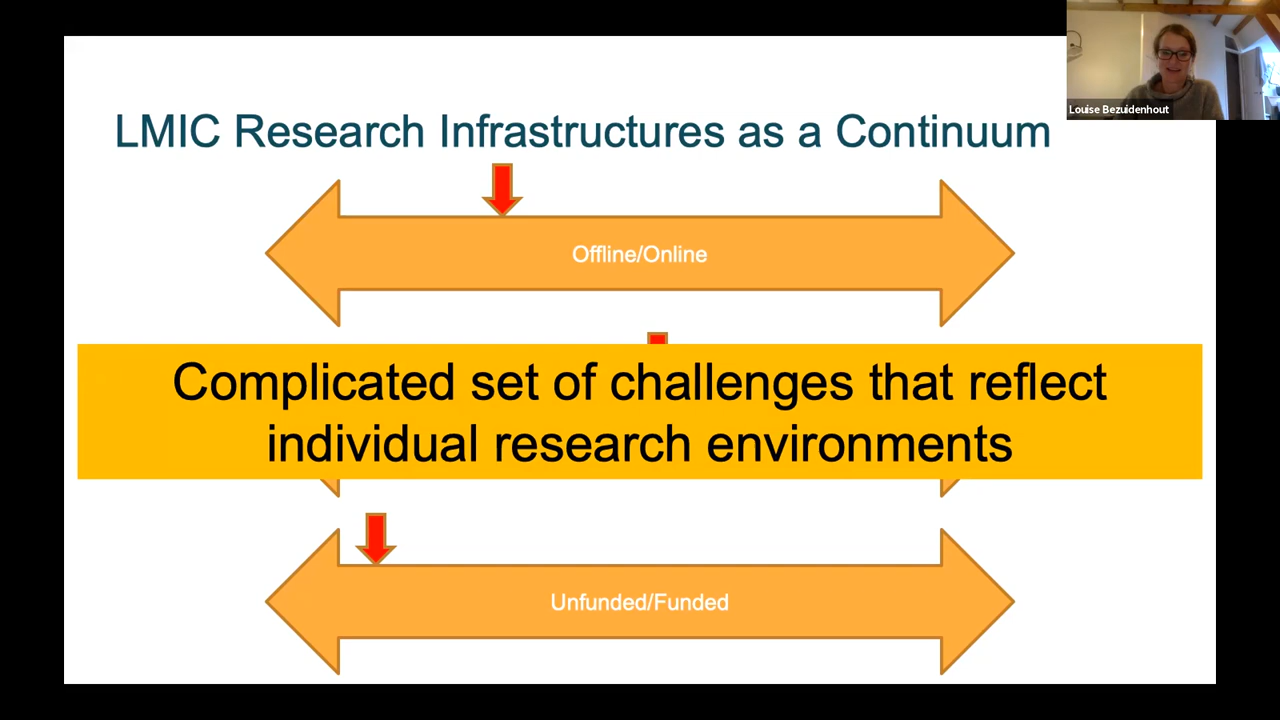 Louise Bezuidenhout
LMIC Research Infrastructures as a Continuum
Offline/Online
Complicated set of challenges that reflect
individual research environments
Unfunded/Funded